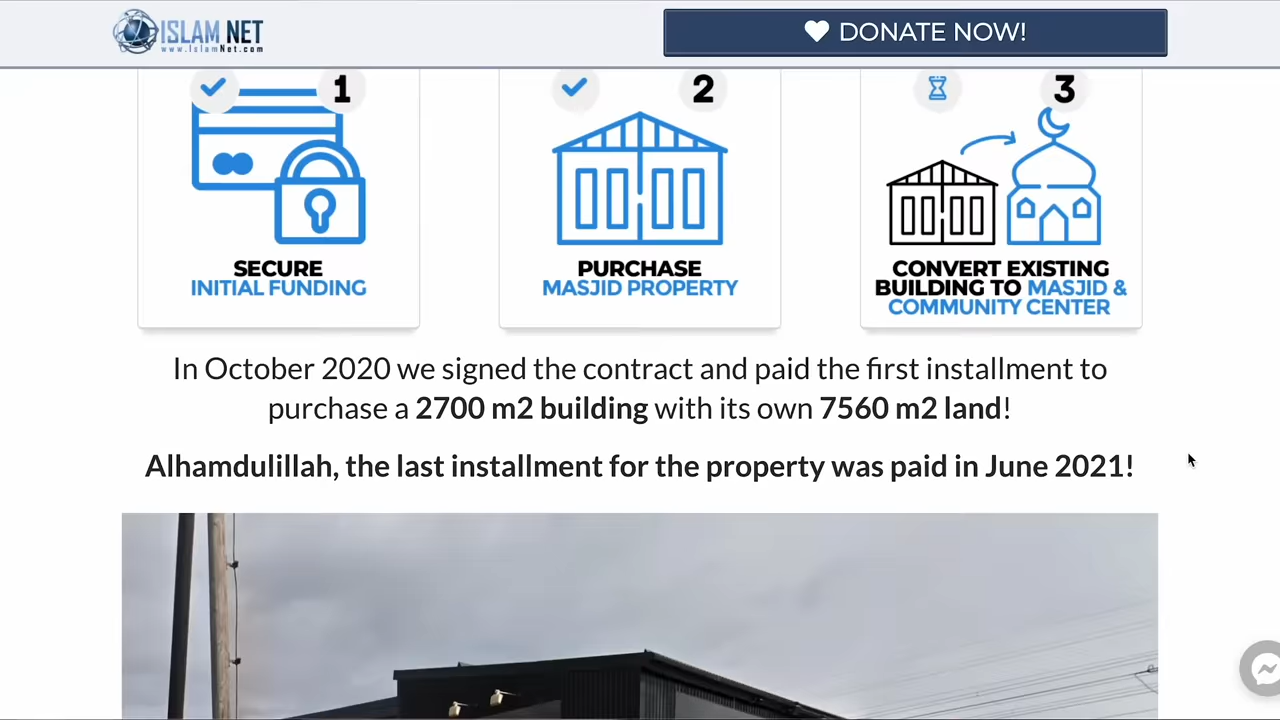 ISLAM NET
www.IslamNet.com
DONATE NOW!
1
2
3
SECURE
INITIAL FUNDING
PURCHASE
MASJID PROPERTY
CONVERT EXISTING
BUILDING TO MASJID &
COMMUNITY CENTER
In October 2020 we signed the contract and paid the first installment to
purchase a 2700 m2 building with its own 7560 m2 land!
Alhamdulillah, the last installment for the property was paid in June 2021!